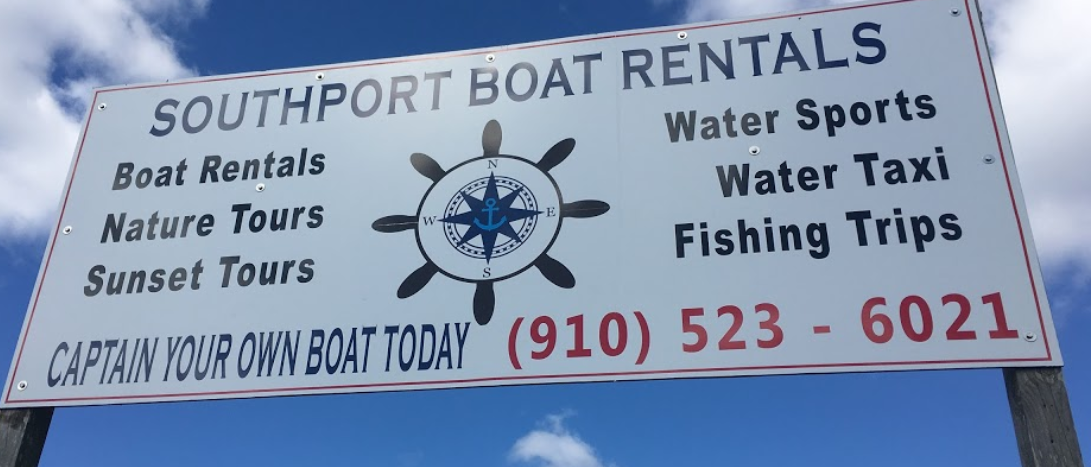 SOUTHPORT BOAT RENTALS
Boat Rentals
Nature Tours
Sunset Tours
N
W
E
S
Water Sports
Water Taxi
Fishing Trips
CAPTAIN YOUR OWN BOAT TODAY (910) 523 - 6021